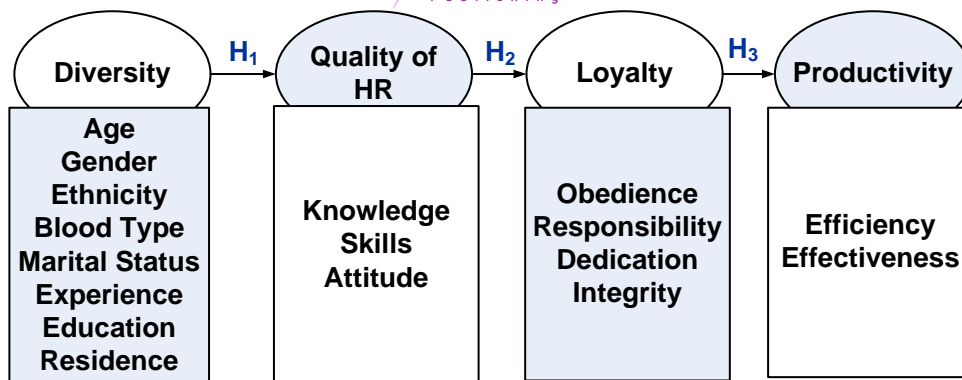 Diversity
H₁
Quality of
HR
H₂
Loyalty
H₃
Productivity
Age
Gender
Ethnicity
Blood Type
Marital Status
Experience
Education
Residence
Knowledge
Skills
Attitude
Obedience
Responsibility
Dedication
Integrity
Efficiency
Effectiveness